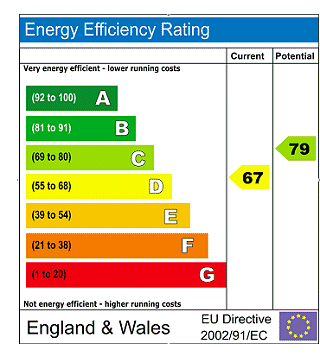 Energy Efficiency Rating
Current Potential
Very energy efficient - lower running costs
(92 to 100) A
(81 to 91) B
(69 to 80) C
79
(55 to 68) D
67
(39 to 54) E
(21 to 38) F
(1 to 20) G
Not energy efficient - higher running costs
England & Wales
EU Directive
2002/91/EC